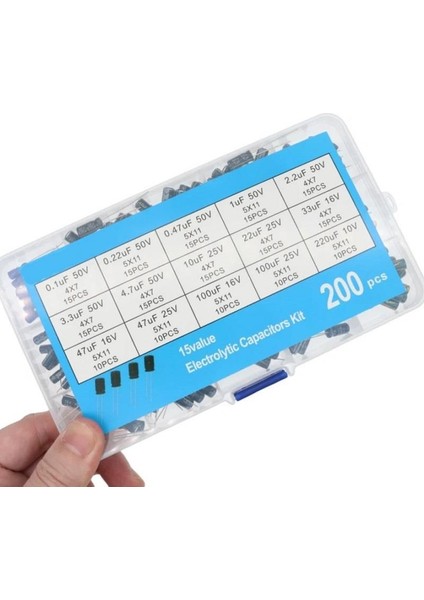 0.1uF 50V
4X7
15PCS
0.22uF 50V
5X11
15PCS
0.47uF 50V
5X11
15PCS
1uF 50V
5X11
15PCS
2.2uF 50V
4X7
15PCS
3.3uF 50V
4X7
15PCS
4.7uF 50V
5X11
15PCS
10uF 25V
4X7
15PCS
22uF 25V
4X7
15PCS
33uF 16V
4X7
15PCS
47uF 16V
5X11
10PCS
47uF 25V
5X11
10PCS
100uF 16V
5X11
10PCS
100uF 25V
5X11
10PCS
220uF 10V
5X11
10PCS
15value
Electrolytic Capacitors Kit
200 pcs